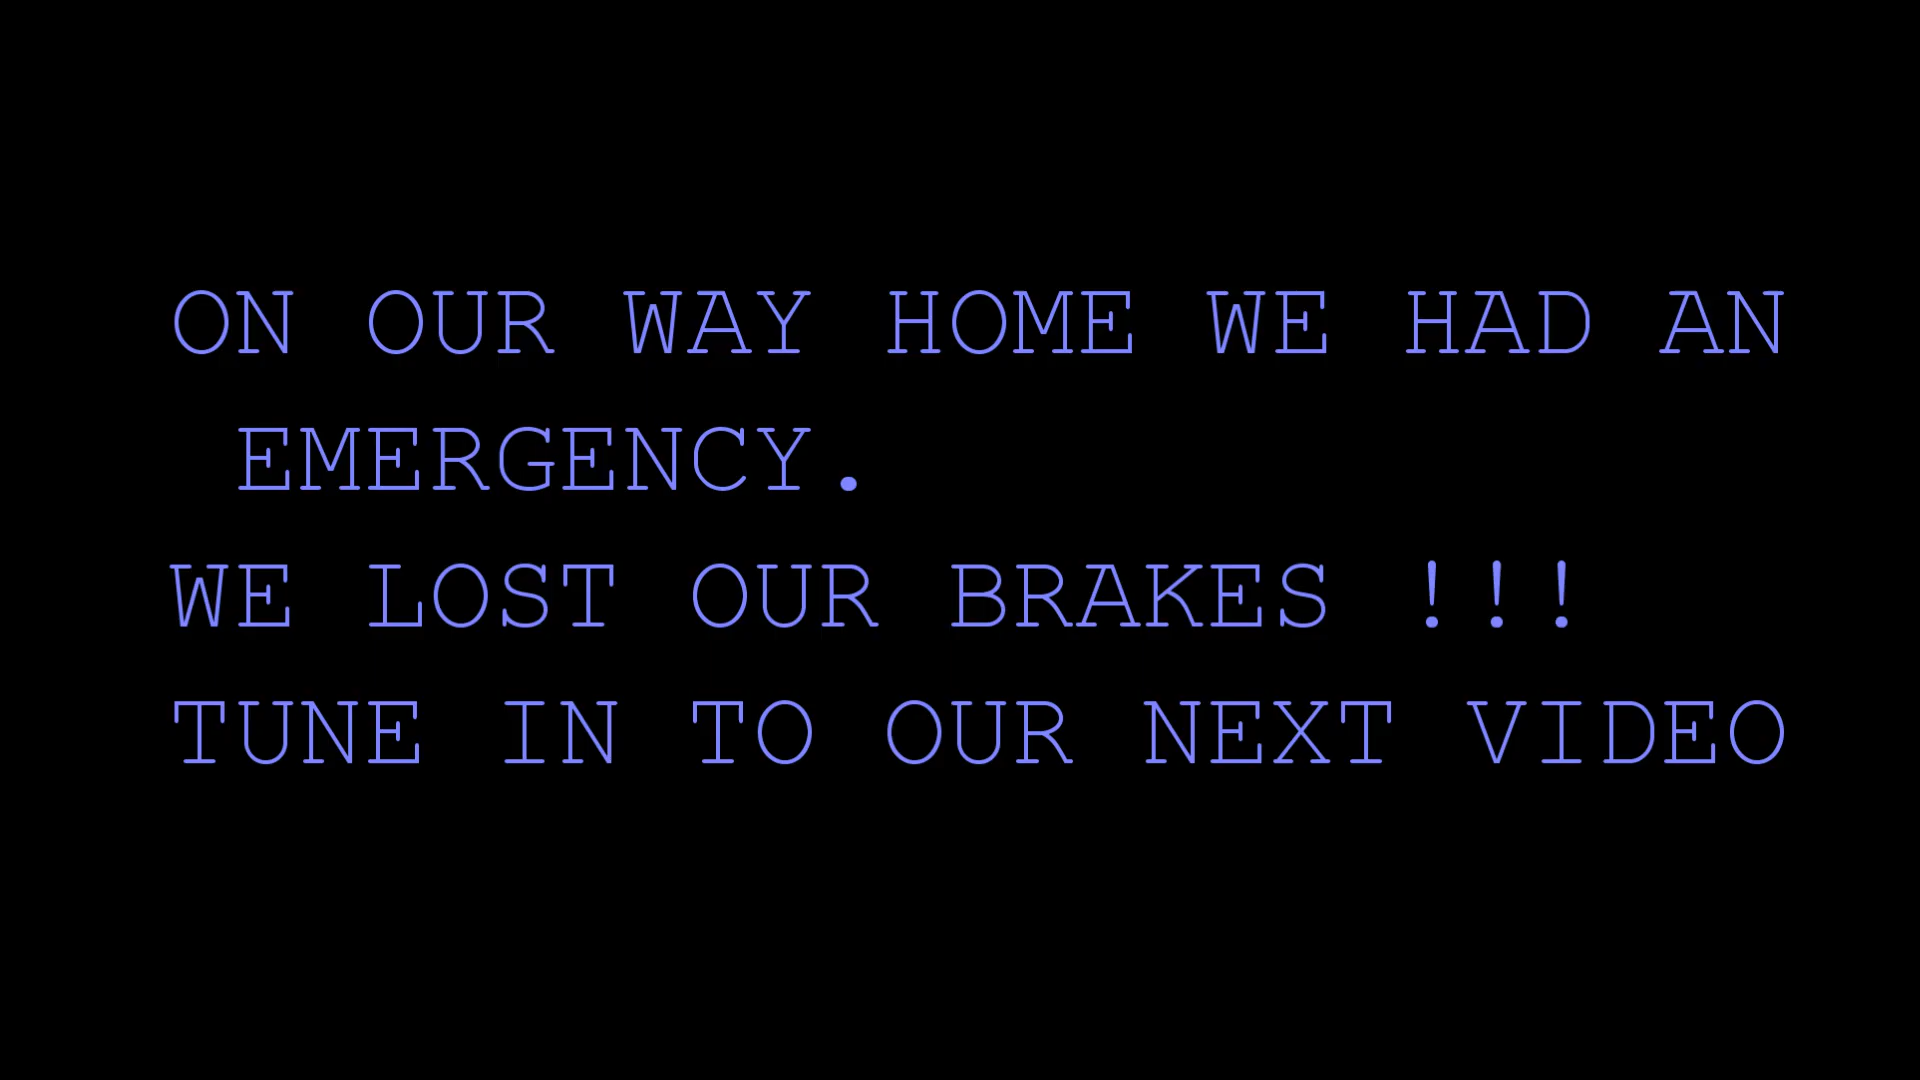 ON OUR WAY HOME WE HAD AN
EMERGENCY.
WE LOST OUR BRAKES !!!
TUNE IN TO OUR NEXT VIDEO